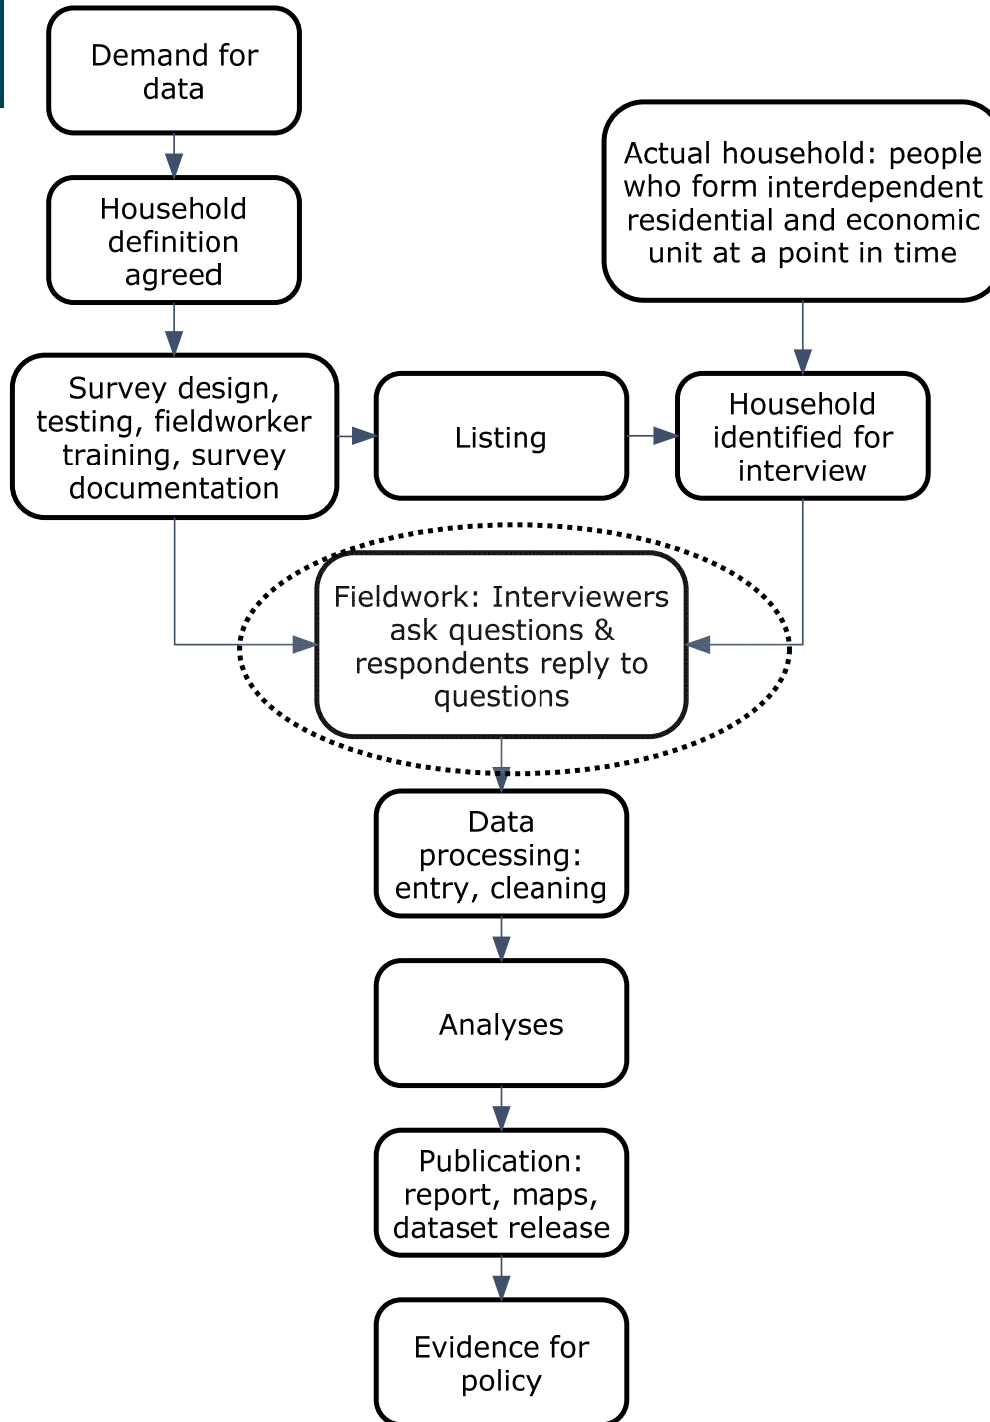 Demand for
data
Household
definition
agreed
Actual household: people
who form interdependent
residential and economic
unit at a point in time
Survey design,
testing, fieldworker
training, survey
documentation
Listing
Household
identified for
interview
Fieldwork: Interviewers
ask questions &
respondents reply to
questions
Data
processing:
entry, cleaning
Analyses
Publication:
report, maps,
dataset release
Evidence for
policy